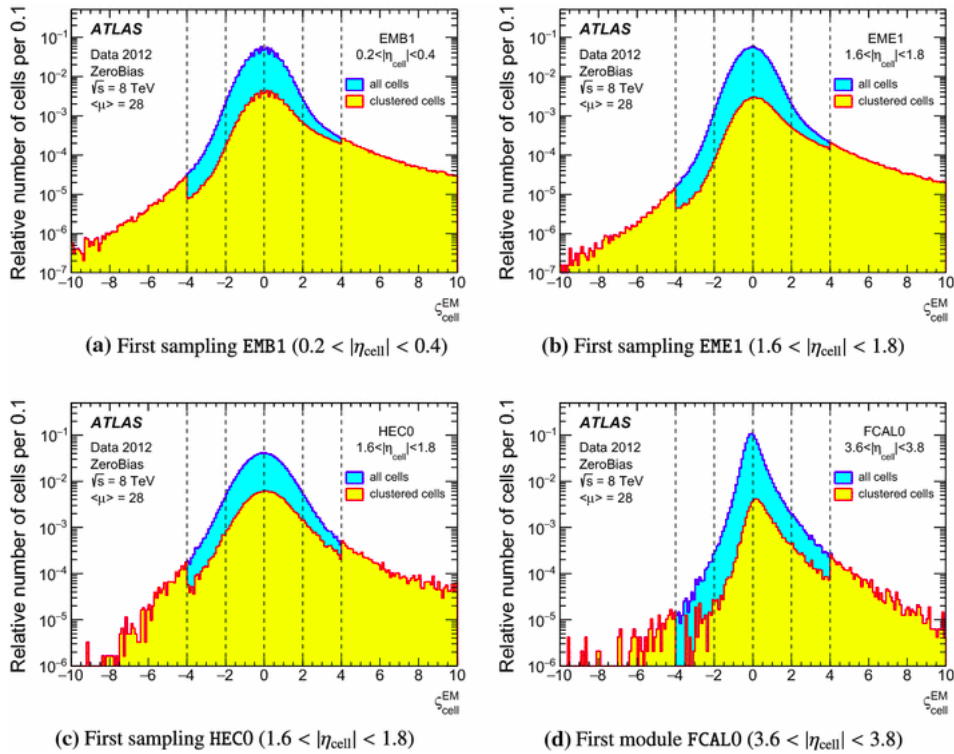 Relative number of cells per 0.1
ATLAS
Data 2012
ZeroBias
√s = 8 TeV
<μ> = 28
EMB1
0.2<|η_cell|<0.4
all cells
clustered cells
10⁻¹
10⁻²
10⁻³
10⁻⁴
10⁻⁵
10⁻⁶
10⁻⁷
−10 −8 −6 −4 −2 0 2 4 6 8 10
ς^EM_cell
(a) First sampling EMB1 (0.2 < |η_cell| < 0.4)
Relative number of cells per 0.1
ATLAS
Data 2012
ZeroBias
√s = 8 TeV
<μ> = 28
EME1
1.6<|η_cell|<1.8
all cells
clustered cells
10⁻¹
10⁻²
10⁻³
10⁻⁴
10⁻⁵
10⁻⁶
10⁻⁷
−10 −8 −6 −4 −2 0 2 4 6 8 10
ς^EM_cell
(b) First sampling EME1 (1.6 < |η_cell| < 1.8)
Relative number of cells per 0.1
ATLAS
Data 2012
ZeroBias
√s = 8 TeV
<μ> = 28
HEC0
1.6<|η_cell|<1.8
all cells
clustered cells
10⁻¹
10⁻²
10⁻³
10⁻⁴
10⁻⁵
10⁻⁶
−10 −8 −6 −4 −2 0 2 4 6 8 10
ς^EM_cell
(c) First sampling HEC0 (1.6 < |η_cell| < 1.8)
Relative number of cells per 0.1
ATLAS
Data 2012
ZeroBias
√s = 8 TeV
<μ> = 28
FCAL0
3.6<|η_cell|<3.8
all cells
clustered cells
10⁻¹
10⁻²
10⁻³
10⁻⁴
10⁻⁵
10⁻⁶
−10 −8 −6 −4 −2 0 2 4 6 8 10
ς^EM_cell
(d) First module FCAL0 (3.6 < |η_cell| < 3.8)